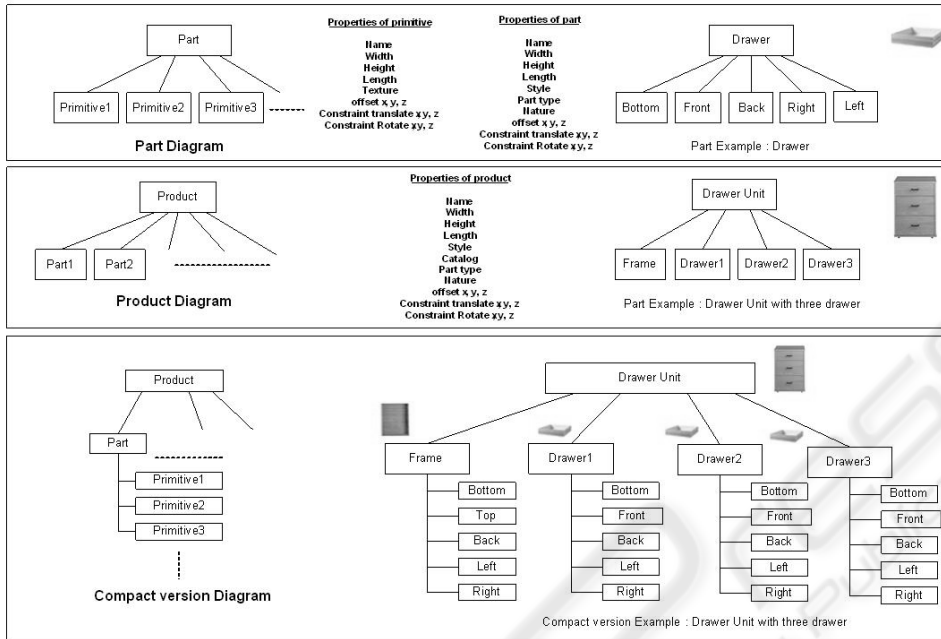 Part
Primitive1
Primitive2
Primitive3
Part Diagram
Properties of primitive
Name
Width
Height
Length
Texture
offset x, y, z
Constraint translate x,y, z
Constraint Rotate x,y, z
Properties of part
Name
Width
Height
Length
Style
Part type
Nature
offset x, y, z
Constraint translate x,y, z
Constraint Rotate x,y, z
Drawer
Bottom
Front
Back
Right
Left
Part Example : Drawer
Product
Part1
Part2
Product Diagram
Properties of product
Name
Width
Height
Length
Style
Catalog
Part type
Nature
offset x, y, z
Constraint translate x,y, z
Constraint Rotate x,y, z
Drawer Unit
Frame
Drawer1
Drawer2
Drawer3
Part Example : Drawer Unit with three drawer
Product
Part
Primitive1
Primitive2
Primitive3
Compact version Diagram
Drawer Unit
Frame
Bottom
Top
Back
Left
Right
Drawer1
Bottom
Front
Back
Left
Right
Drawer2
Bottom
Front
Back
Left
Right
Drawer3
Bottom
Front
Back
Left
Right
Compact version Example : Drawer Unit with three drawer